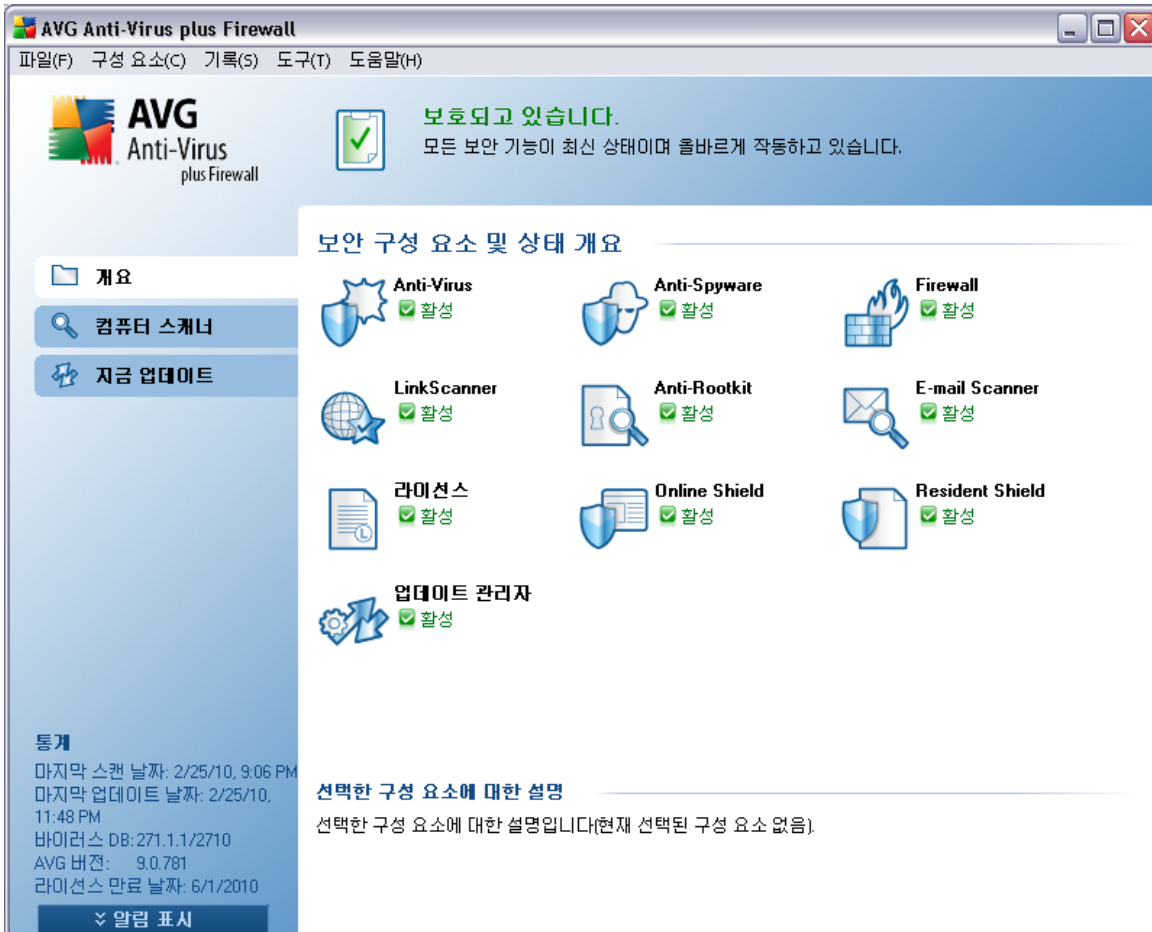 AVG Anti-Virus plus Firewall
파일(F) 구성 요소(C) 기록(S) 도구(T) 도움말(H)
AVG
Anti-Virus
plus Firewall
보호되고 있습니다.
모든 보안 기능이 최신 상태이며 올바르게 작동하고 있습니다.
개요
컴퓨터 스캐너
지금 업데이트
보안 구성 요소 및 상태 개요
Anti-Virus
활성
Anti-Spyware
활성
Firewall
활성
LinkScanner
활성
Anti-Rootkit
활성
E-mail Scanner
활성
라이선스
활성
Online Shield
활성
Resident Shield
활성
업데이트 관리자
활성
통계
마지막 스캔 날짜: 2/25/10, 9:06 PM
마지막 업데이트 날짜: 2/25/10,
11:48 PM
바이러스 DB: 271.1.1/2710
AVG 버전: 9.0.781
라이선스 만료 날짜: 6/1/2010
알림 표시
선택한 구성 요소에 대한 설명
선택한 구성 요소에 대한 설명입니다(현재 선택된 구성 요소 없음).